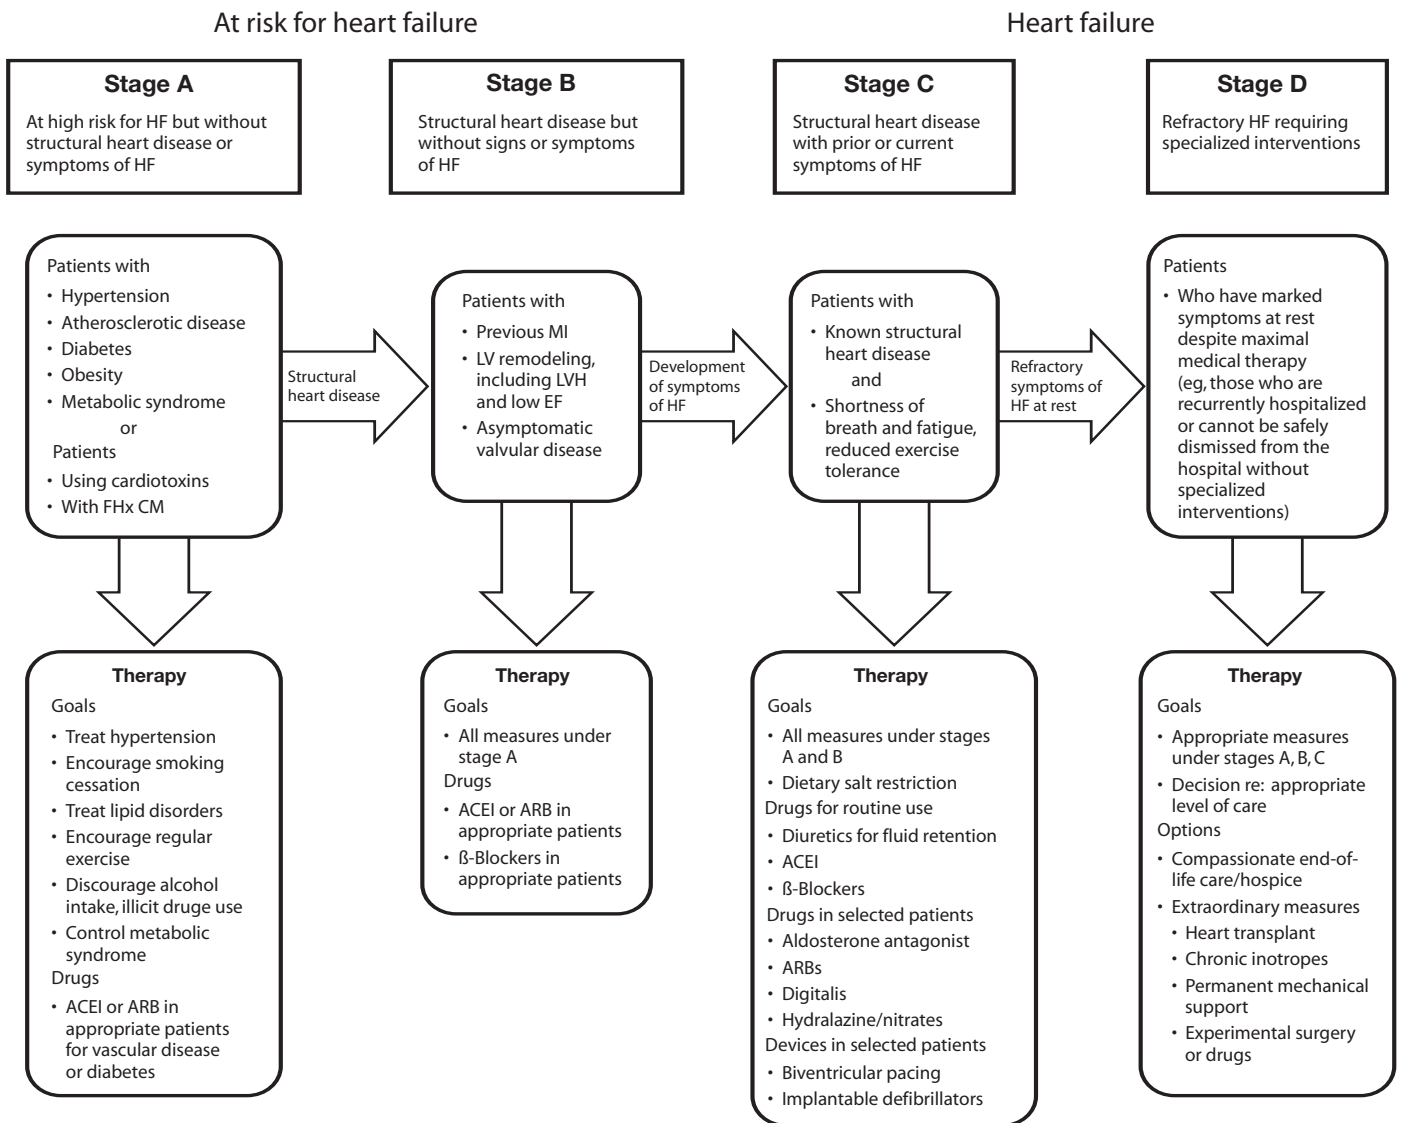 At risk for heart failure
Heart failure
Stage A
At high risk for HF but without
structural heart disease or
symptoms of HF
Stage B
Structural heart disease but
without signs or symptoms
of HF
Stage C
Structural heart disease
with prior or current
symptoms of HF
Stage D
Refractory HF requiring
specialized interventions
Patients with
• Hypertension
• Atherosclerotic disease
• Diabetes
• Obesity
• Metabolic syndrome
or
Patients
• Using cardiotoxins
• With FHx CM
Structural
heart disease
Patients with
• Previous MI
• LV remodeling,
including LVH
and low EF
• Asymptomatic
valvular disease
Development
of symptoms
of HF
Patients with
• Known structural
heart disease
and
• Shortness of
breath and fatigue,
reduced exercise
tolerance
Refractory
symptoms of
HF at rest
Patients
• Who have marked
symptoms at rest
despite maximal
medical therapy
(eg, those who are
recurrently hospitalized
or cannot be safely
dismissed from the
hospital without
specialized
interventions)
Therapy
Goals
• Treat hypertension
• Encourage smoking
cessation
• Treat lipid disorders
• Encourage regular
exercise
• Discourage alcohol
intake, illicit druge use
• Control metabolic
syndrome
Drugs
• ACEI or ARB in
appropriate patients
for vascular disease
or diabetes
Therapy
Goals
• All measures under
stage A
Drugs
• ACEI or ARB in
appropriate patients
• ß-Blockers in
appropriate patients
Therapy
Goals
• All measures under stages
A and B
• Dietary salt restriction
Drugs for routine use
• Diuretics for fluid retention
• ACEI
• ß-Blockers
Drugs in selected patients
• Aldosterone antagonist
• ARBs
• Digitalis
• Hydralazine/nitrates
Devices in selected patients
• Biventricular pacing
• Implantable defibrillators
Therapy
Goals
• Appropriate measures
under stages A, B, C
• Decision re: appropriate
level of care
Options
• Compassionate end-of-
life care/hospice
• Extraordinary measures
• Heart transplant
• Chronic inotropes
• Permanent mechanical
support
• Experimental surgery
or drugs